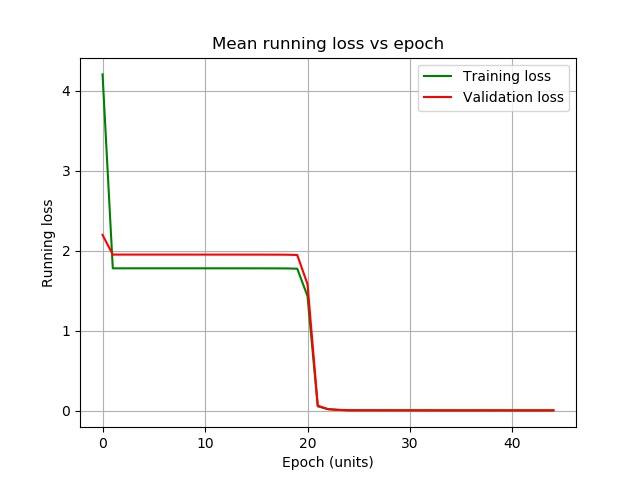 Mean running loss vs epoch
Training loss
Validation loss
Running loss
4
3
2
1
0
0 10 20 30 40
Epoch (units)